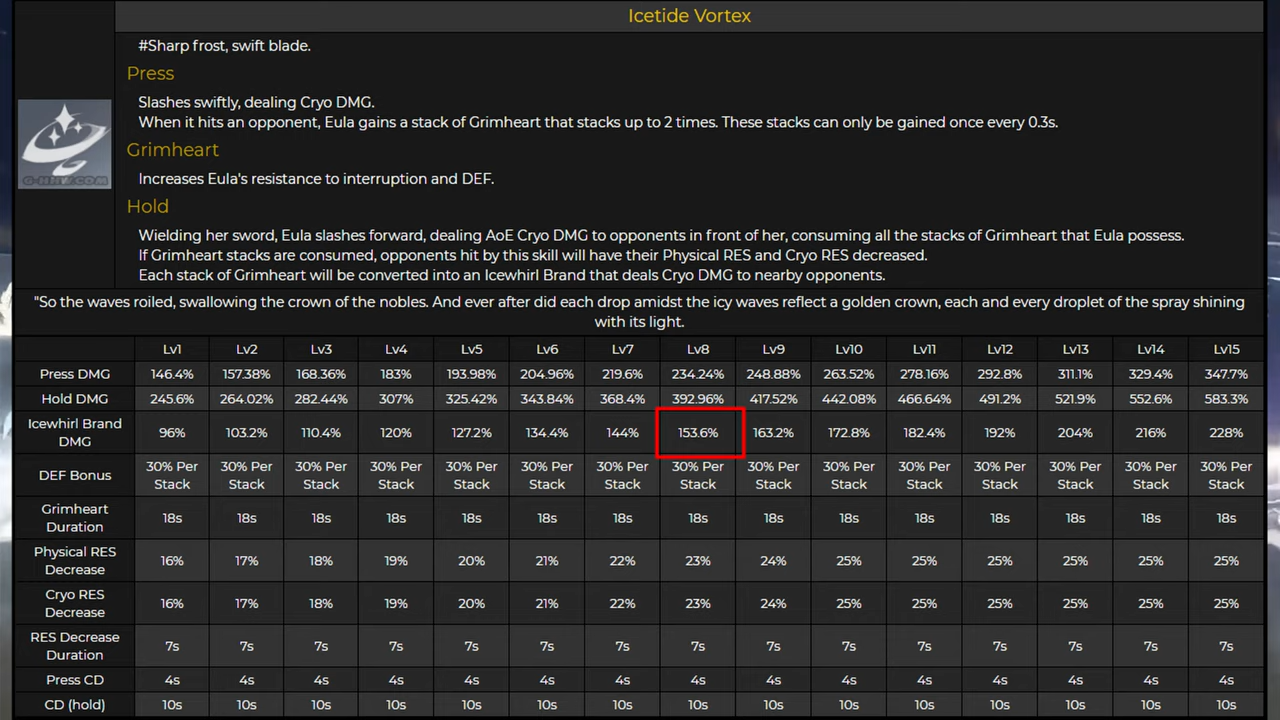 Icetide Vortex
#Sharp frost, swift blade.
Press
Slashes swiftly, dealing Cryo DMG.
When it hits an opponent, Eula gains a stack of Grimheart that stacks up to 2 times. These stacks can only be gained once every 0.3s.
Grimheart
Increases Eula's resistance to interruption and DEF.
Hold
Wielding her sword, Eula slashes forward, dealing AoE Cryo DMG to opponents in front of her, consuming all the stacks of Grimheart that Eula possess.
If Grimheart stacks are consumed, opponents hit by this skill will have their Physical RES and Cryo RES decreased.
Each stack of Grimheart will be converted into an Icewhirl Brand that deals Cryo DMG to nearby opponents.
"So the waves roiled, swallowing the crown of the nobles. And ever after did each drop amidst the icy waves reflect a golden crown, each and every droplet of the spray shining
with its light.
Lv1 Lv2 Lv3 Lv4 Lv5 Lv6 Lv7 Lv8 Lv9 Lv10 Lv11 Lv12 Lv13 Lv14 Lv15
Press DMG 146.4% 157.38% 168.36% 183% 193.98% 204.96% 219.6% 234.24% 248.88% 263.52% 278.16% 292.8% 311.1% 329.4% 347.7%
Hold DMG 245.6% 264.02% 282.44% 307% 325.42% 343.84% 368.4% 392.96% 417.52% 442.08% 466.64% 491.2% 521.9% 552.6% 583.3%
Icewhirl Brand
DMG 96% 103.2% 110.4% 120% 127.2% 134.4% 144% 153.6% 163.2% 172.8% 182.4% 192% 204% 216% 228%
DEF Bonus 30% Per 30% Per 30% Per 30% Per 30% Per 30% Per 30% Per 30% Per 30% Per 30% Per 30% Per 30% Per 30% Per 30% Per 30% Per
Stack Stack Stack Stack Stack Stack Stack Stack Stack Stack Stack Stack Stack Stack Stack
Grimheart
Duration 18s 18s 18s 18s 18s 18s 18s 18s 18s 18s 18s 18s 18s 18s 18s
Physical RES
Decrease 16% 17% 18% 19% 20% 21% 22% 23% 24% 25% 25% 25% 25% 25% 25%
Cryo RES
Decrease 16% 17% 18% 19% 20% 21% 22% 23% 24% 25% 25% 25% 25% 25% 25%
RES Decrease
Duration 7s 7s 7s 7s 7s 7s 7s 7s 7s 7s 7s 7s 7s 7s 7s
Press CD 4s 4s 4s 4s 4s 4s 4s 4s 4s 4s 4s 4s 4s 4s 4s
CD (hold) 10s 10s 10s 10s 10s 10s 10s 10s 10s 10s 10s 10s 10s 10s 10s